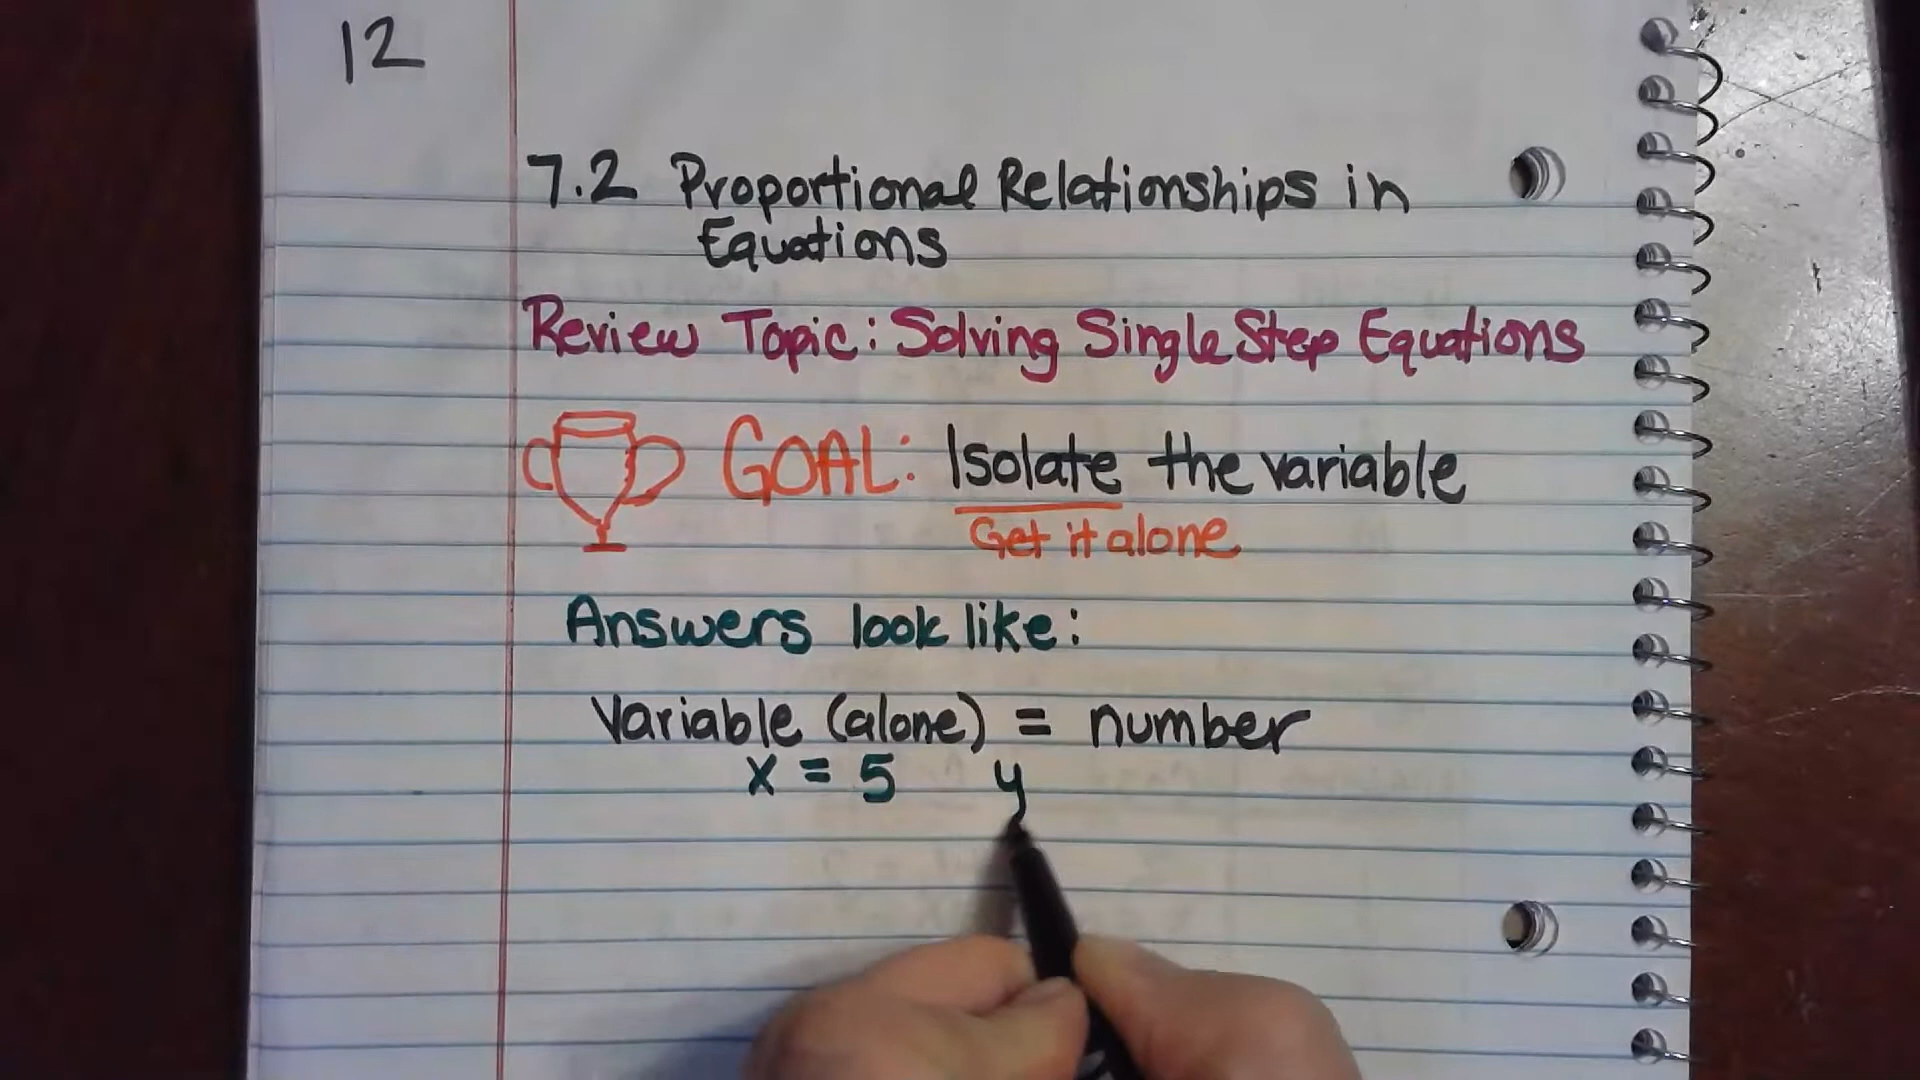 12
7.2 Proportional Relationships in
Equations
Review Topic: Solving Single Step Equations
GOAL: Isolate the variable
Get it alone
Answers look like:
Variable (alone) = number
x = 5 y